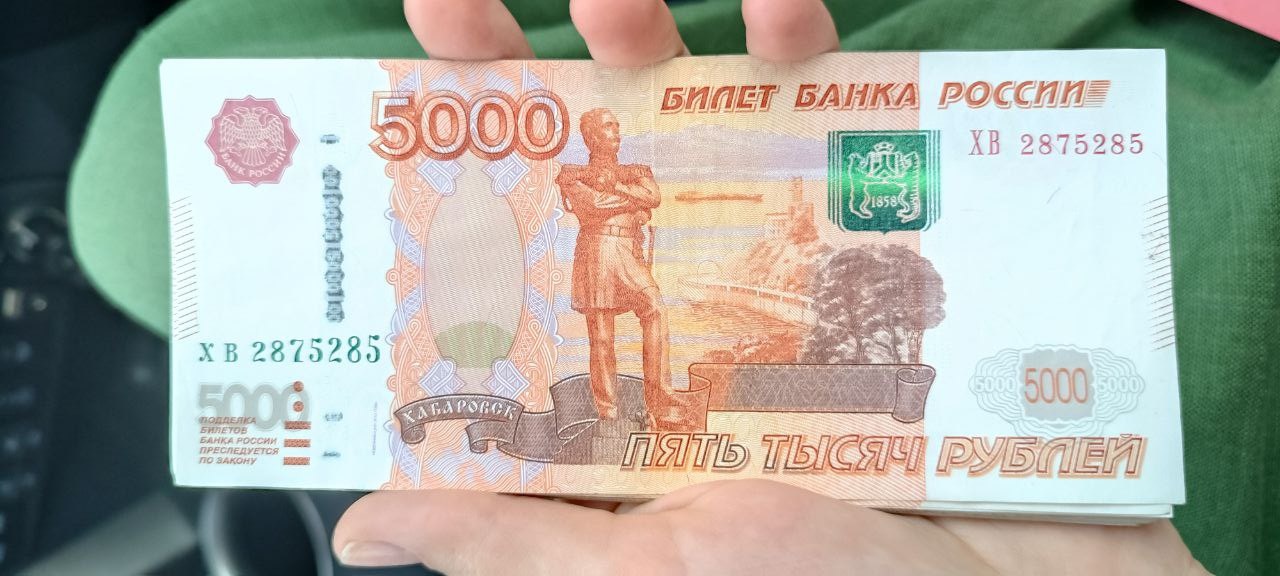 5000
БИЛЕТ БАНКА РОССИИ
БАНК РОССИИ
ХВ 2875285
1858
ХВ 2875285
5000
ПОДДЕЛКА
БИЛЕТОВ
БАНКА РОССИИ
ПРЕСЛЕДУЕТСЯ
ПО ЗАКОНУ
ХАБАРОВСК
5000 5000 5000
ПЯТЬ ТЫСЯЧ РУБЛЕЙ